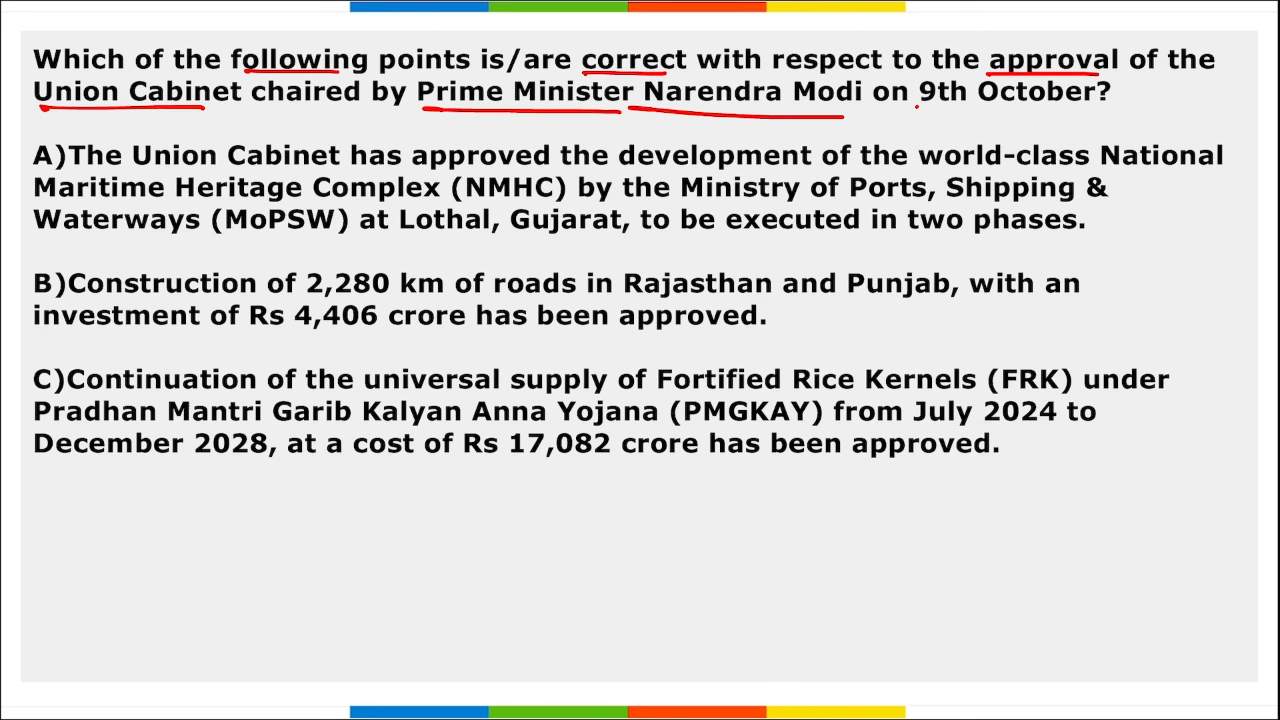 Which of the following points is/are correct with respect to the approval of the
Union Cabinet chaired by Prime Minister Narendra Modi on 9th October?
A)The Union Cabinet has approved the development of the world-class National
Maritime Heritage Complex (NMHC) by the Ministry of Ports, Shipping &
Waterways (MoPSW) at Lothal, Gujarat, to be executed in two phases.
B)Construction of 2,280 km of roads in Rajasthan and Punjab, with an
investment of Rs 4,406 crore has been approved.
C)Continuation of the universal supply of Fortified Rice Kernels (FRK) under
Pradhan Mantri Garib Kalyan Anna Yojana (PMGKAY) from July 2024 to
December 2028, at a cost of Rs 17,082 crore has been approved.